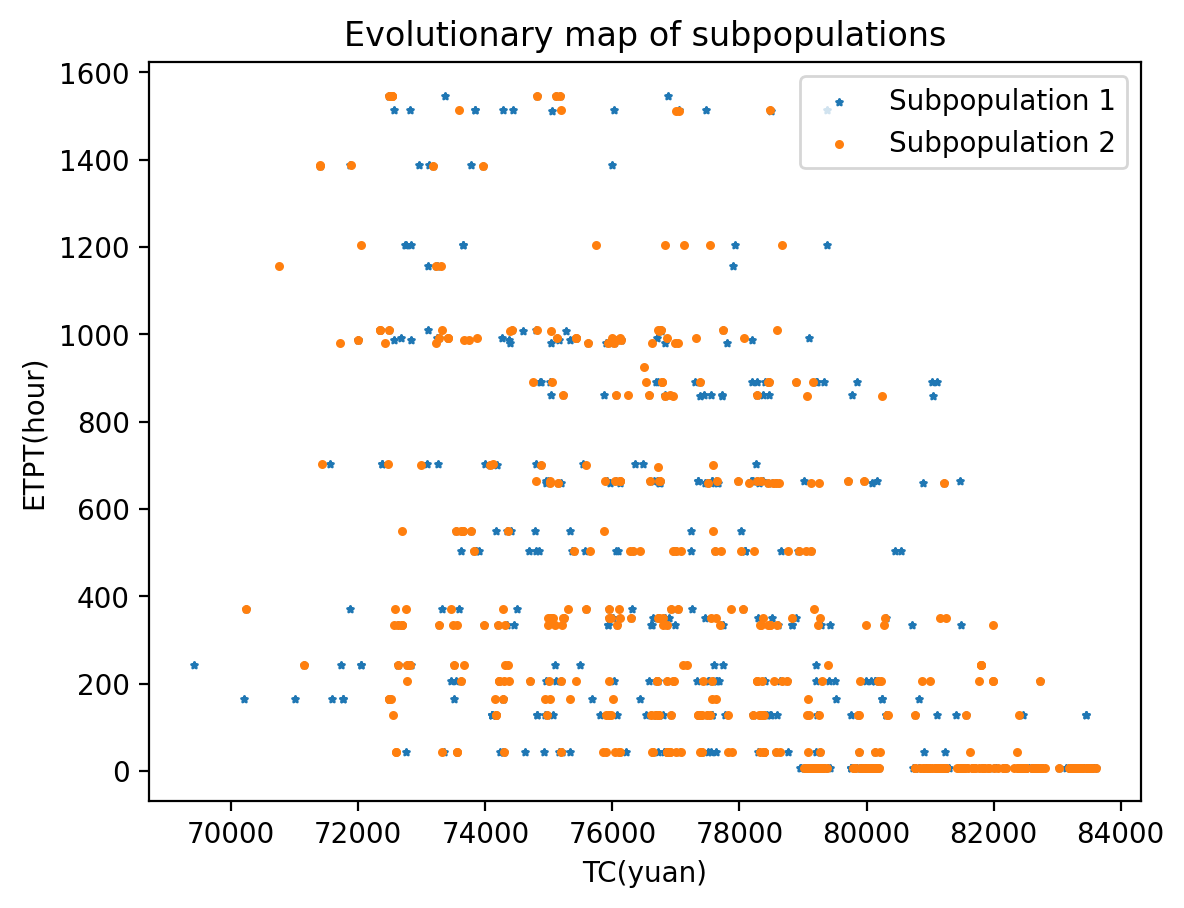 Evolutionary map of subpopulations
Subpopulation 1
Subpopulation 2
ETPT(hour)
1600
1400
1200
1000
800
600
400
200
0
70000 72000 74000 76000 78000 80000 82000 84000
TC(yuan)